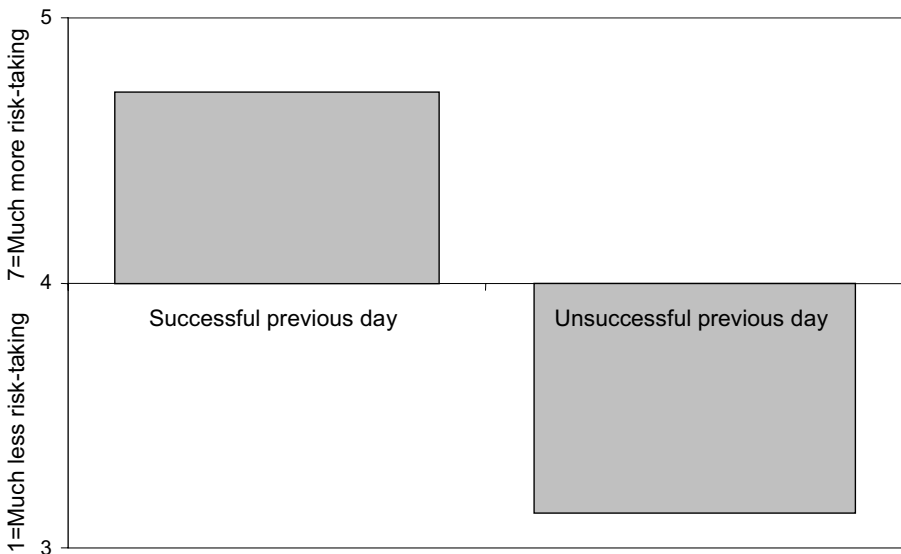 5
7=Much more risk-taking
4
Successful previous day
Unsuccessful previous day
1=Much less risk-taking
3